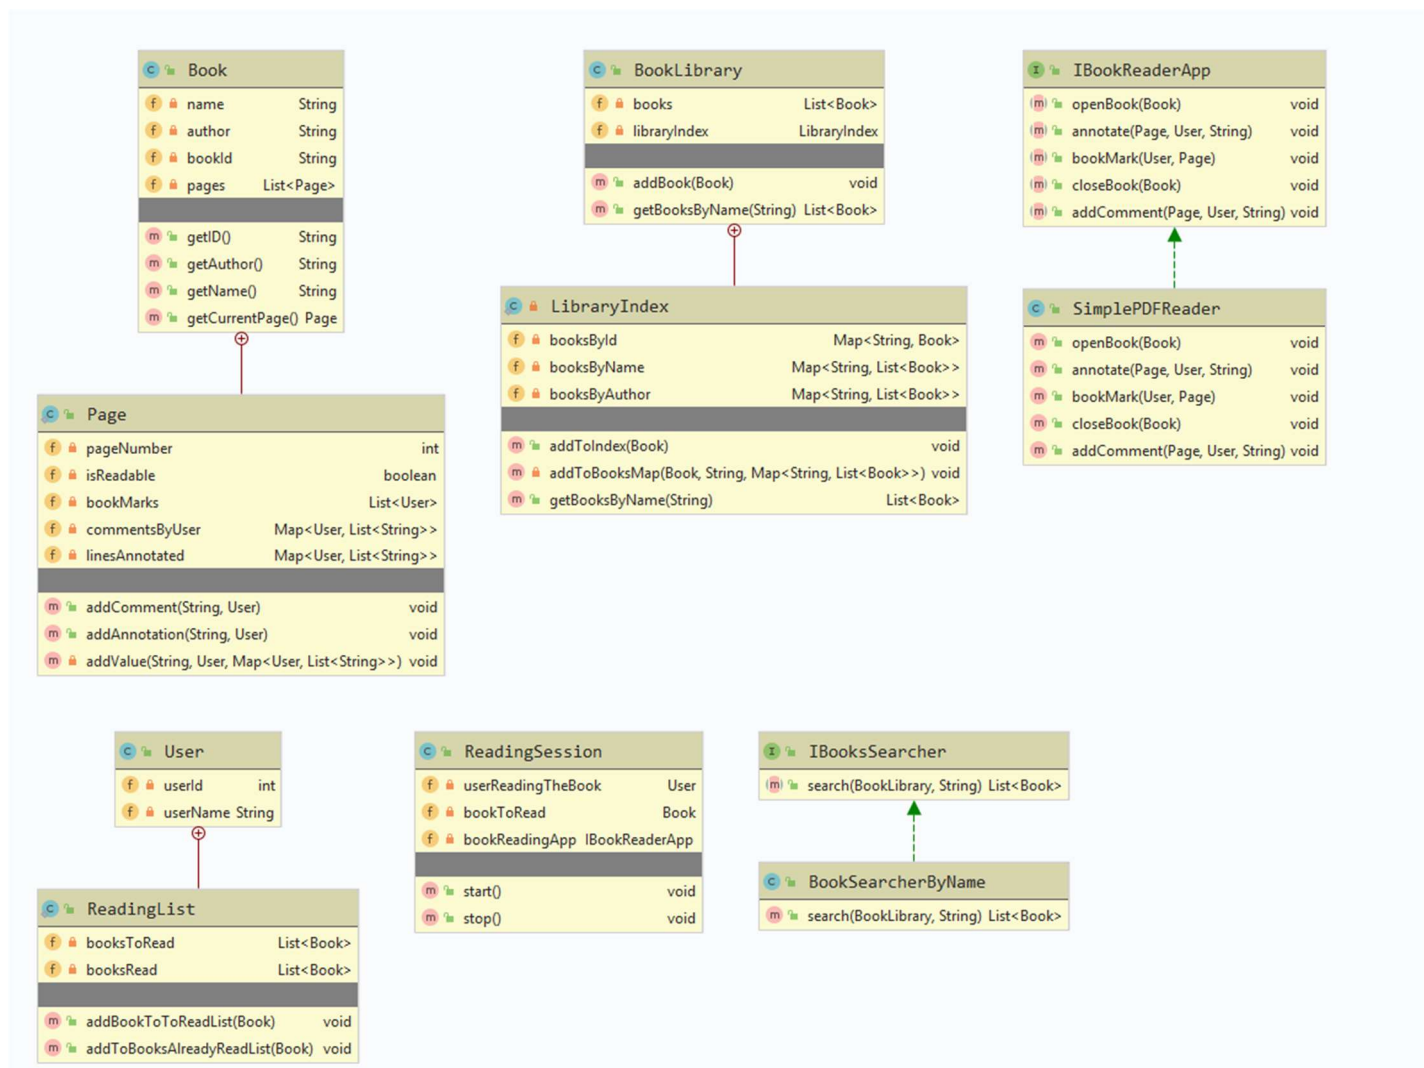 Book
name String
author String
bookId String
pages List<Page>
getID() String
getAuthor() String
getName() String
getCurrentPage() Page
Page
pageNumber int
isReadable boolean
bookMarks List<User>
commentsByUser Map<User, List<String>>
linesAnnotated Map<User, List<String>>
addComment(String, User) void
addAnnotation(String, User) void
addValue(String, User, Map<User, List<String>>) void
BookLibrary
books List<Book>
libraryIndex LibraryIndex
addBook(Book) void
getBooksByName(String) List<Book>
LibraryIndex
booksById Map<String, Book>
booksByName Map<String, List<Book>>
booksByAuthor Map<String, List<Book>>
addToIndex(Book) void
addToBooksMap(Book, String, Map<String, List<Book>>) void
getBooksByName(String) List<Book>
IBookReaderApp
openBook(Book) void
annotate(Page, User, String) void
bookMark(User, Page) void
closeBook(Book) void
addComment(Page, User, String) void
SimplePDFReader
openBook(Book) void
annotate(Page, User, String) void
bookMark(User, Page) void
closeBook(Book) void
addComment(Page, User, String) void
User
userId int
userName String
ReadingList
booksToRead List<Book>
booksRead List<Book>
addBookToToReadList(Book) void
addToBooksAlreadyReadList(Book) void
ReadingSession
userReadingTheBook User
bookToRead Book
bookReadingApp IBookReaderApp
start() void
stop() void
IBooksSearcher
search(BookLibrary, String) List<Book>
BookSearcherByName
search(BookLibrary, String) List<Book>